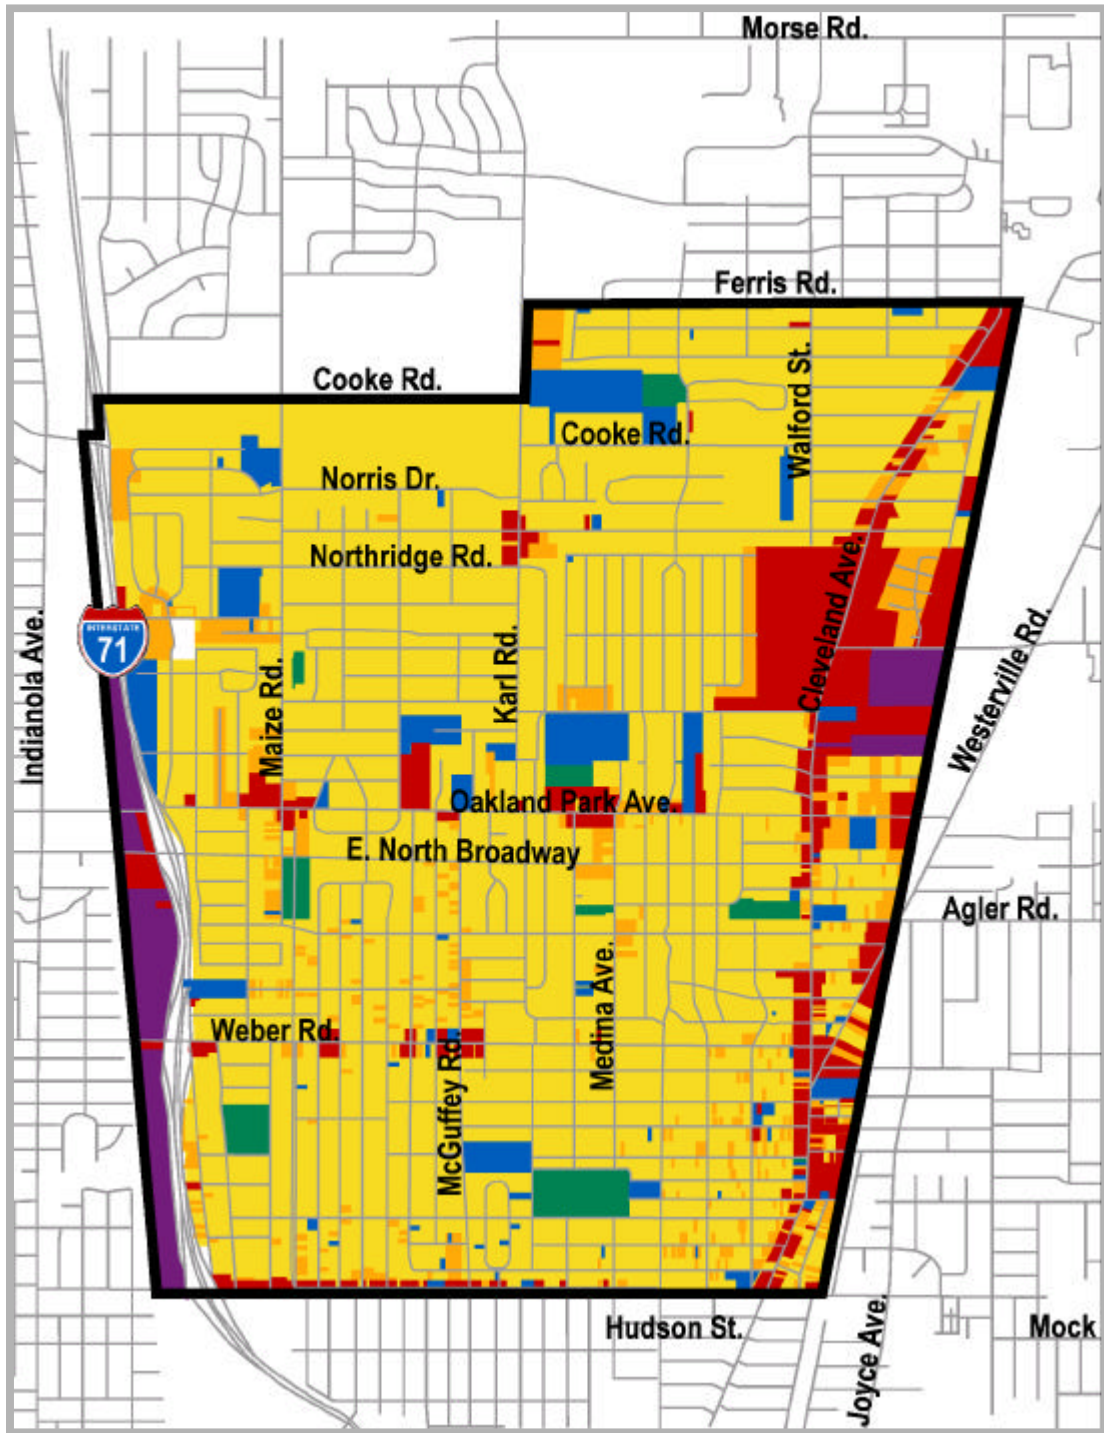 Morse Rd.
Ferris Rd.
Cooke Rd.
Walford St.
Cooke Rd.
Norris Dr.
Northridge Rd.
Cleveland Ave.
INTERSTATE
71
Indianola Ave.
Karl Rd.
Maize Rd.
Westerville Rd.
Oakland Park Ave.
E. North Broadway
Agler Rd.
Medina Ave.
Weber Rd.
McGuffey Rd.
Hudson St.
Joyce Ave.
Mock